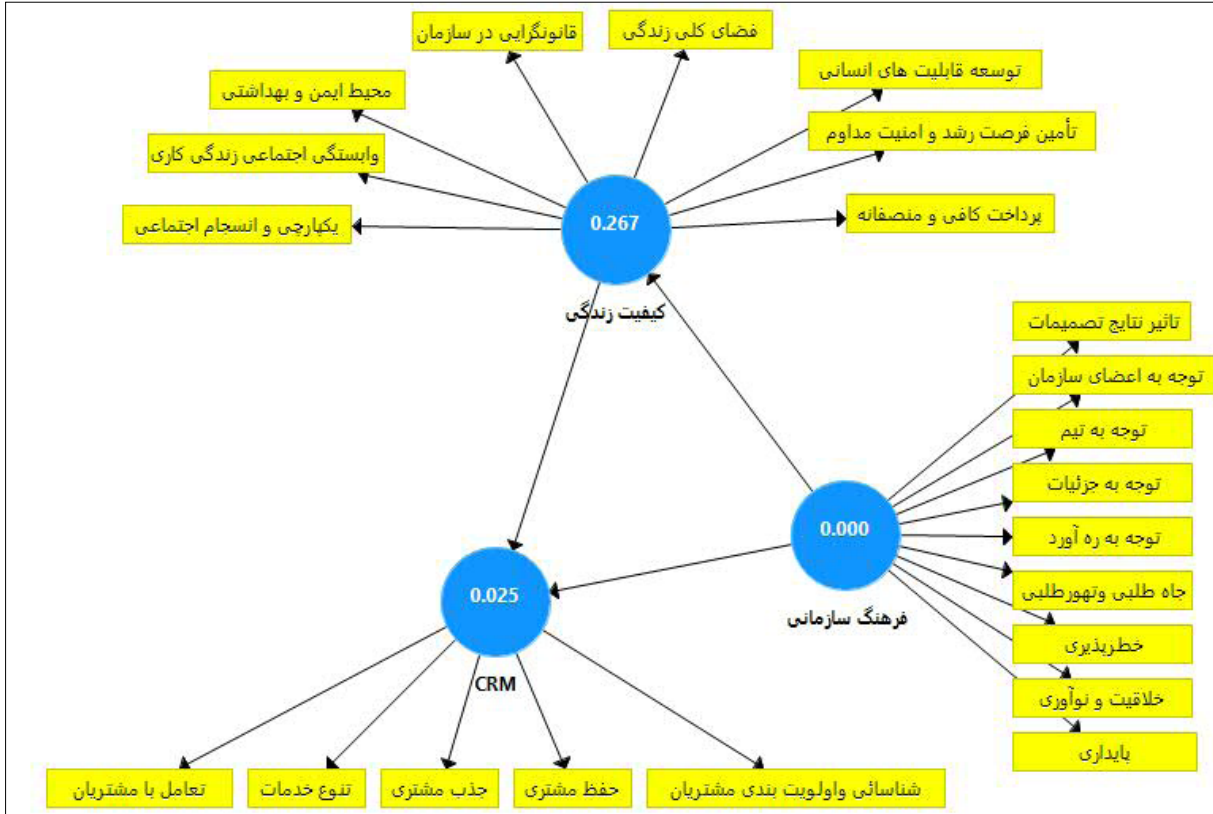 فضای کلی زندگی
قانونگرایی در سازمان
توسعه قابلیت های انسانی
محیط ایمن و بهداشتی
تأمین فرصت رشد و امنیت مداوم
وابستگی اجتماعی زندگی کاری
پرداخت کافی و منصفانه
یکپارچی و انسجام اجتماعی
0.267
کیفیت زندگی
تاثیر نتایج تصمیمات
توجه به اعضای سازمان
توجه به تیم
توجه به جزئیات
توجه به ره آورد
جاه طلبی وتهورطلبی
خطرپذیری
خلاقیت و نوآوری
پایداری
0.000
فرهنگ سازمانی
0.025
CRM
شناسائی واولویت بندی مشتریان
حفظ مشتری
جذب مشتری
تنوع خدمات
تعامل با مشتریان